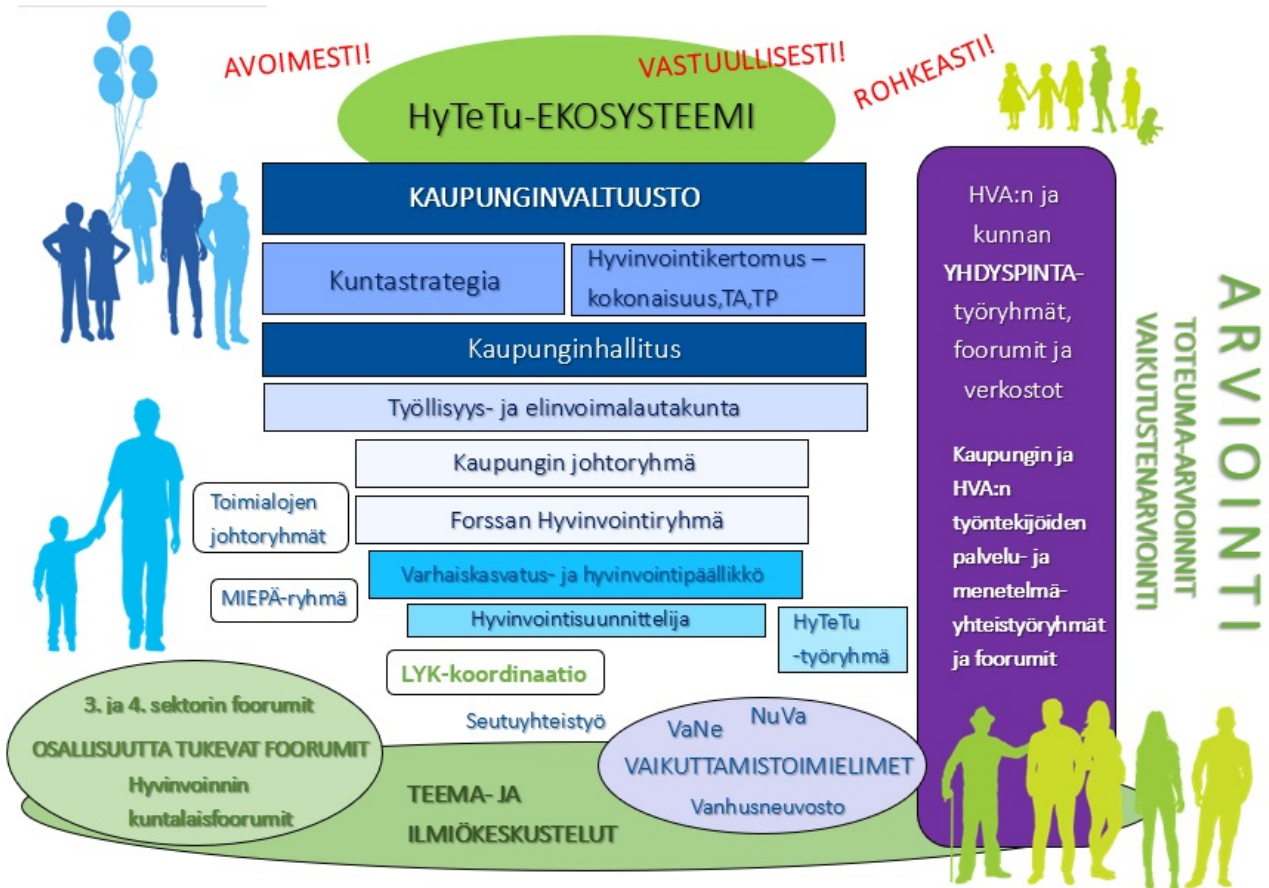 AVOIMESTI!
VASTUULLISESTI!
ROHKEASTI!
HyTeTu-EKOSYSTEEMI
KAUPUNGINVALTUUSTO
Kuntastrategia
Hyvinvointikertomus –
kokonaisuus,TA,TP
Kaupunginhallitus
Työllisyys- ja elinvoimalautakunta
Kaupungin johtoryhmä
Toimialojen
johtoryhmät
Forssan Hyvinvointiryhmä
Varhaiskasvatus- ja hyvinvointipäällikkö
MIEPÄ-ryhmä
Hyvinvointisuunnittelija
HyTeTu
-työryhmä
LYK-koordinaatio
Seutuyhteistyö
3. ja 4. sektorin foorumit
OSALLISUUTTA TUKEVAT FOORUMIT
Hyvinvoinnin
kuntalaisfoorumit
TEEMA- JA
ILMIÖKESKUSTELUT
VaNe
NuVa
VAIKUTTAMISTOIMIELIMET
Vanhusneuvosto
HVA:n ja
kunnan
YHDYSPINTA-
työryhmät,
foorumit ja
verkostot
Kaupungin ja
HVA:n
työntekijöiden
palvelu- ja
menetelmä-
yhteistyöryhmät
ja foorumit
ARVIOINTI
TOTEUMA-ARVIOINNIT
VAIKUTUSTENARVIOINTI